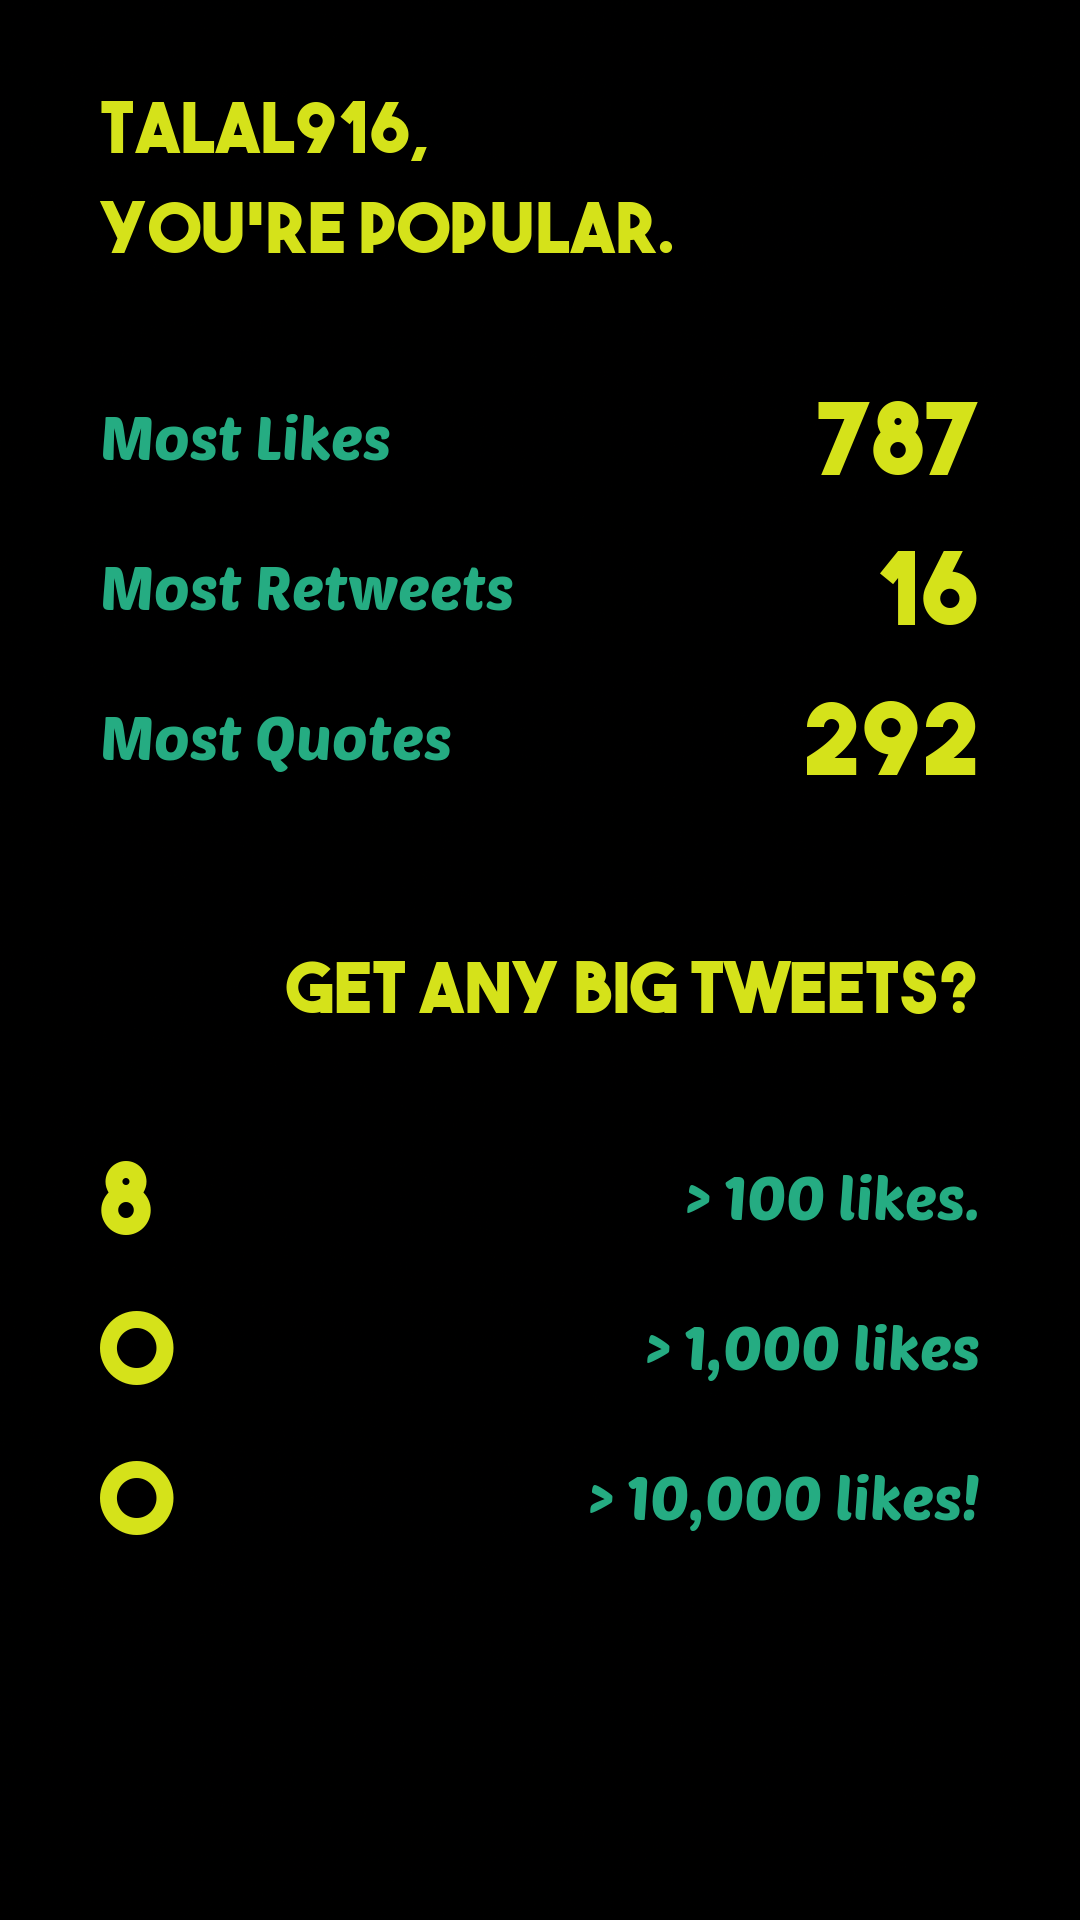 TALAL916,
YOU'RE POPULAR.
Most Likes 787
Most Retweets 16
Most Quotes 292
GET ANY BIG TWEETS?
8 > 100 likes.
0 > 1,000 likes
0 > 10,000 likes!